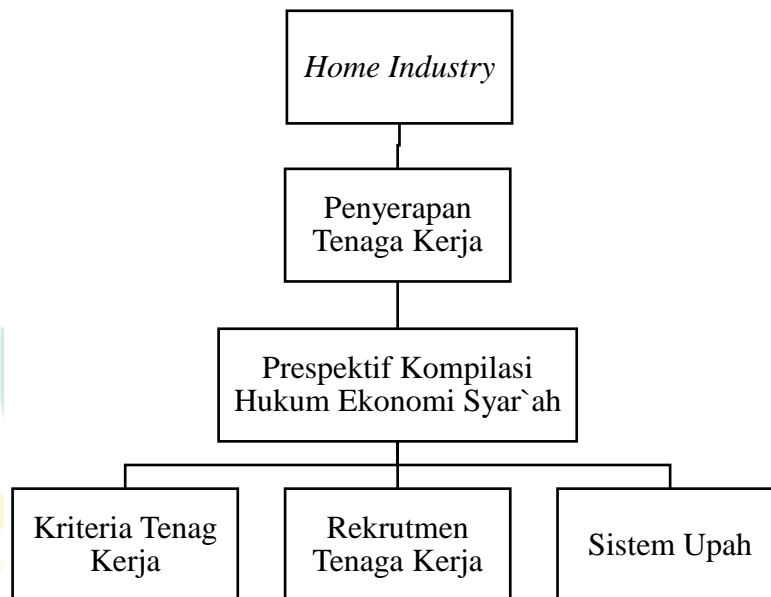 Home Industry
Penyerapan
Tenaga Kerja
Prespektif Kompilasi
Hukum Ekonomi Syar`ah
Kriteria Tenag
Kerja
Rekrutmen
Tenaga Kerja
Sistem Upah